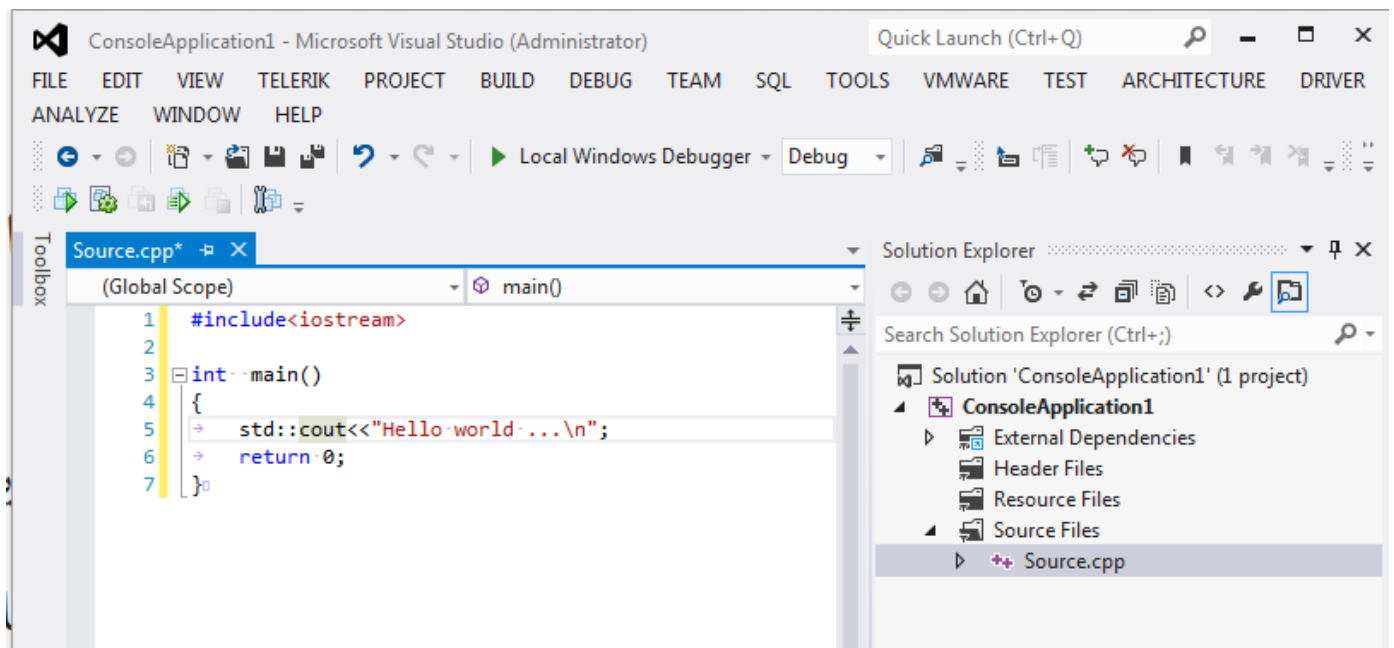 ConsoleApplication1 - Microsoft Visual Studio (Administrator) Quick Launch (Ctrl+Q)
FILE EDIT VIEW TELERIK PROJECT BUILD DEBUG TEAM SQL TOOLS VMWARE TEST ARCHITECTURE DRIVER
ANALYZE WINDOW HELP
Local Windows Debugger Debug
Toolbox
Source.cpp*
(Global Scope) main()
1 #include<iostream>
2
3 int main()
4 {
5 std::cout<<"Hello world ...\n";
6 return 0;
7 }
Solution Explorer
Search Solution Explorer (Ctrl+;)
Solution 'ConsoleApplication1' (1 project)
ConsoleApplication1
External Dependencies
Header Files
Resource Files
Source Files
Source.cpp